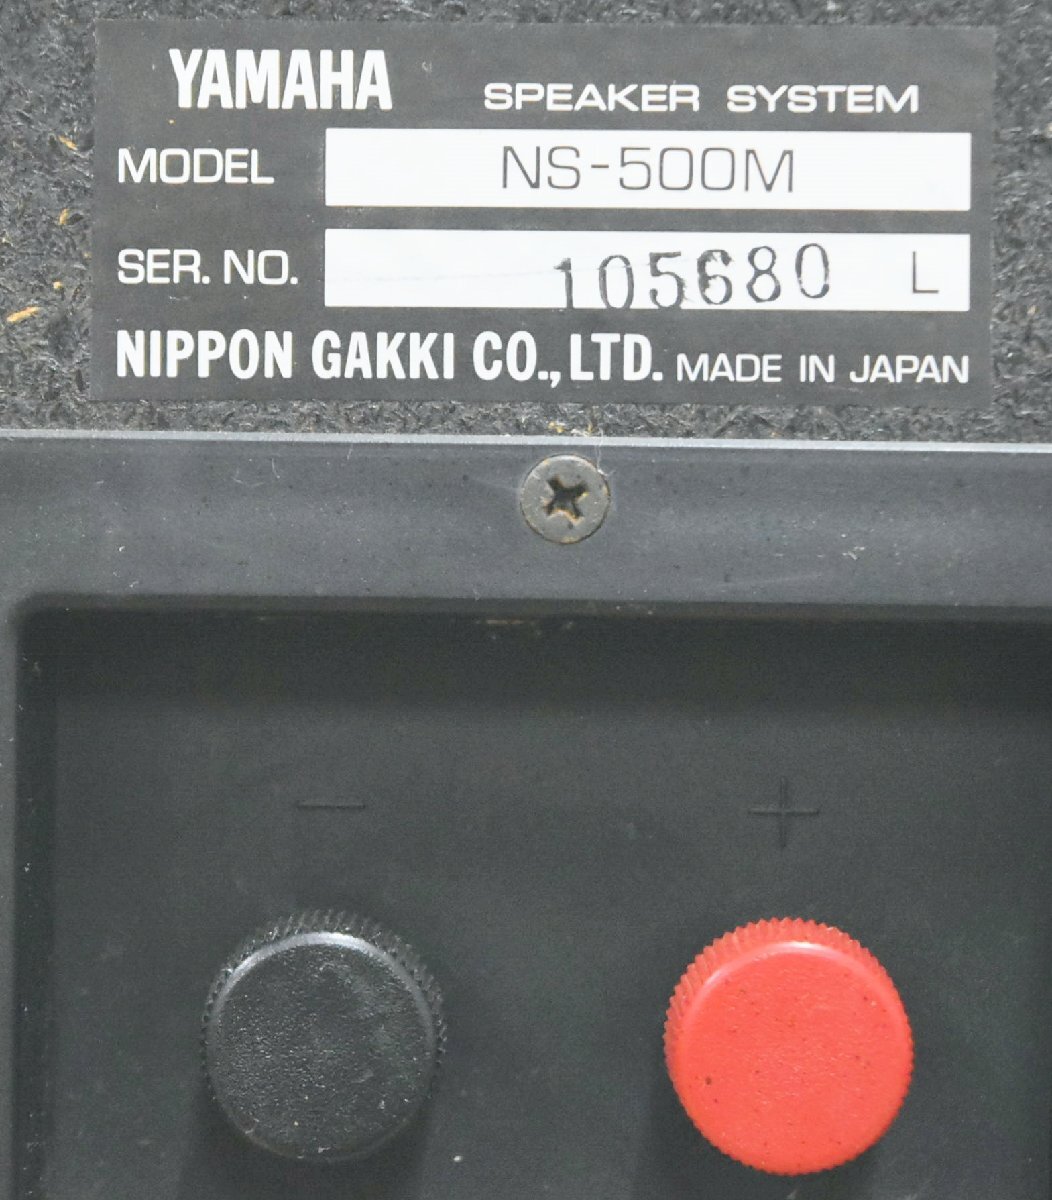 YAMAHA SPEAKER SYSTEM
MODEL NS-500M
SER. NO. 105680 L
NIPPON GAKKI CO., LTD. MADE IN JAPAN
− +